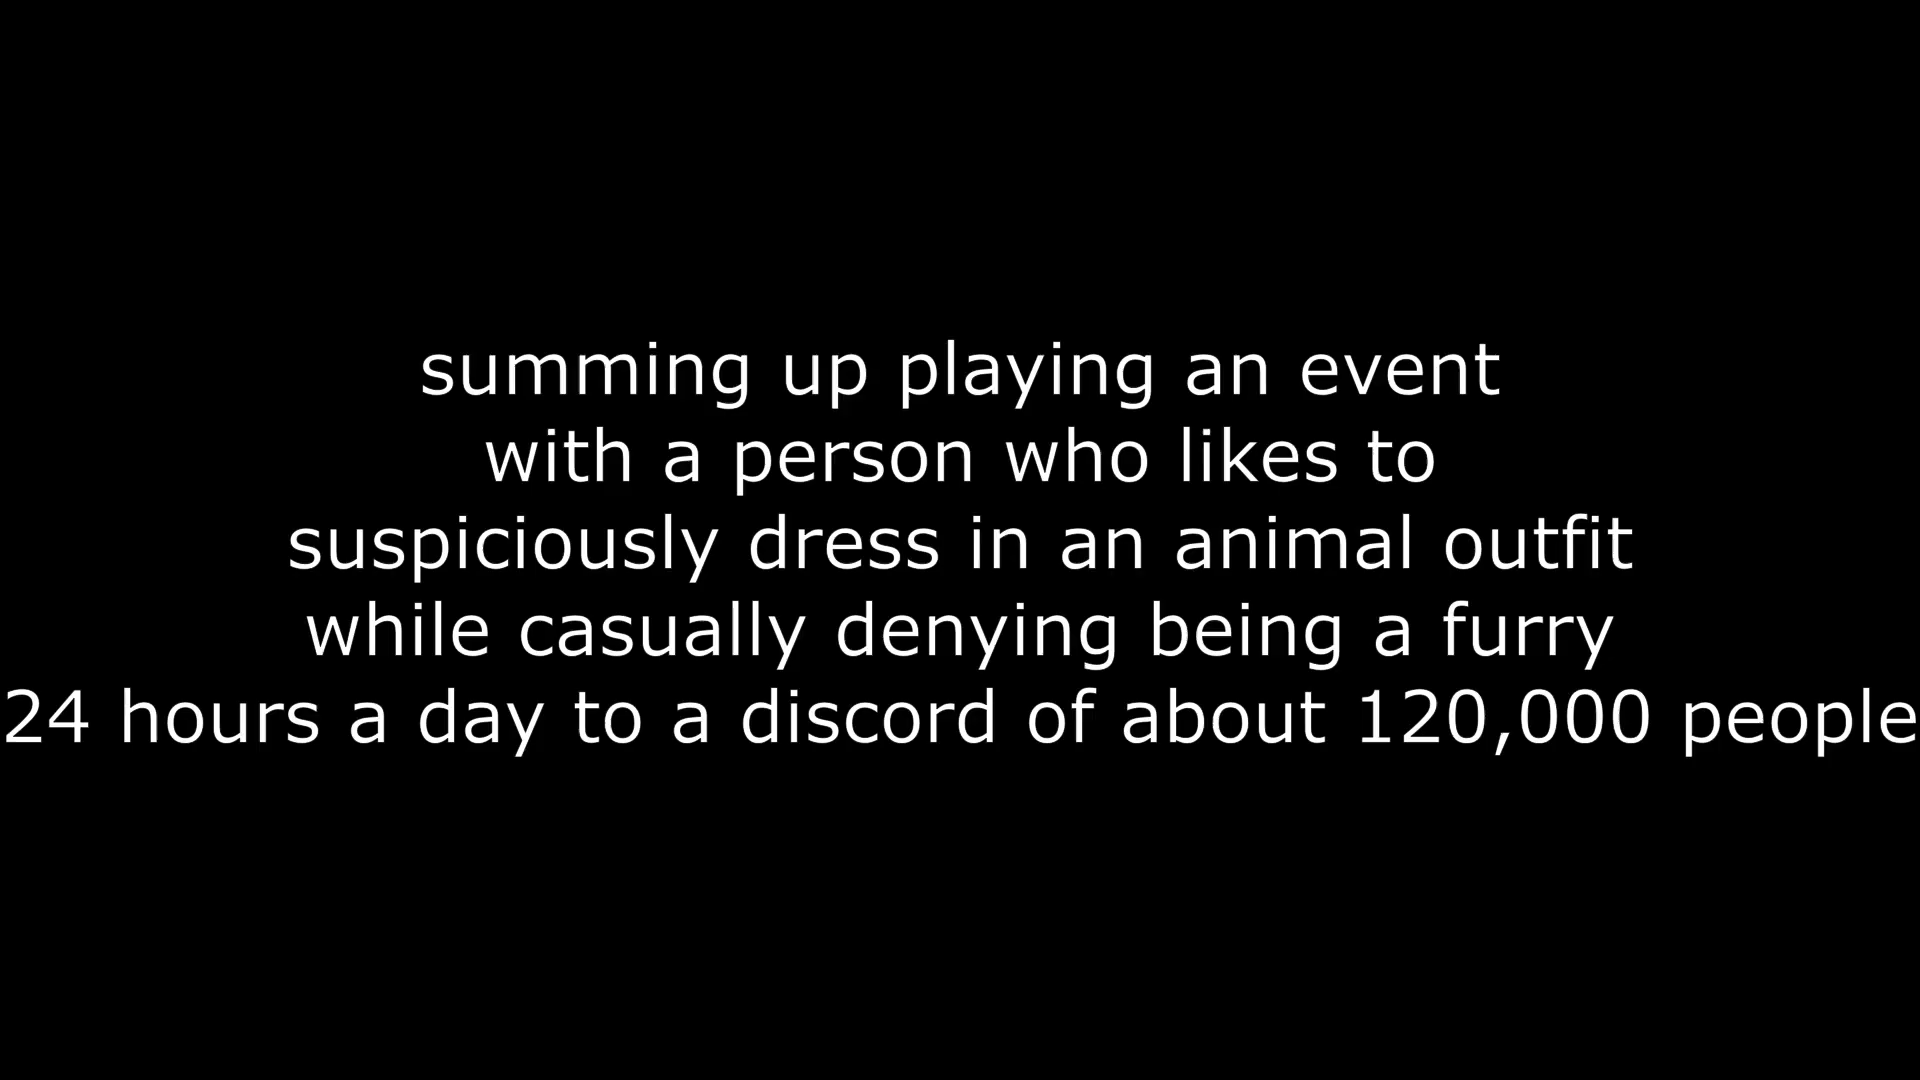 summing up playing an event
with a person who likes to
suspiciously dress in an animal outfit
while casually denying being a furry
24 hours a day to a discord of about 120,000 people